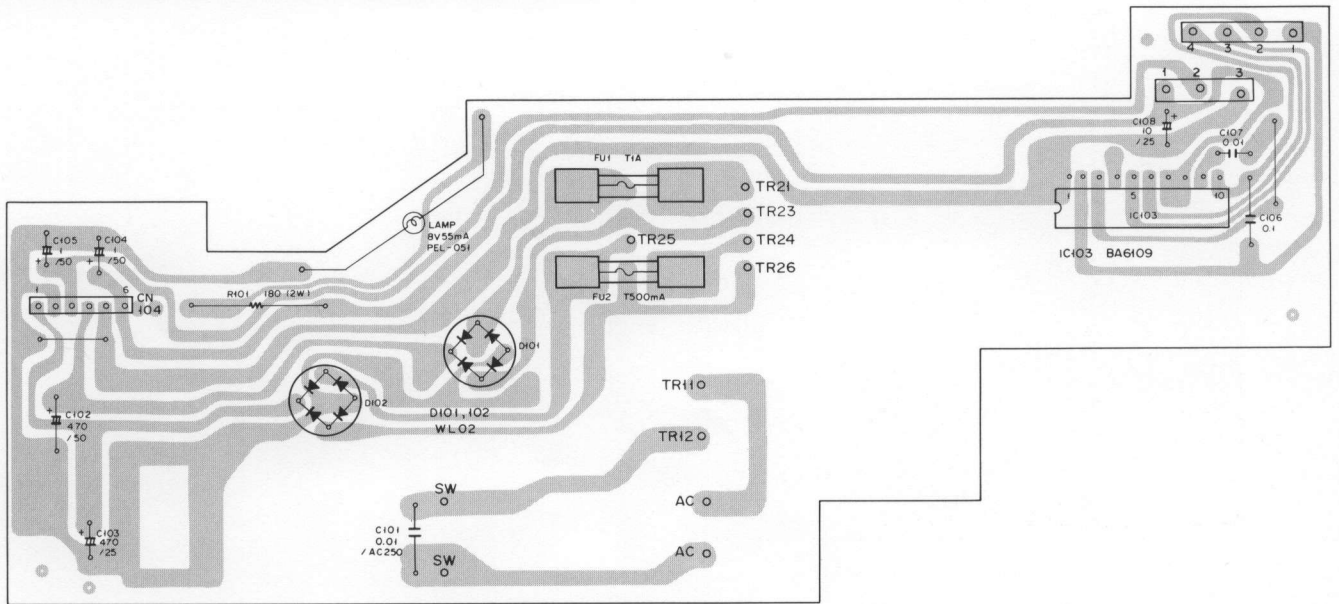 4 3 2 1
1 2 3
C108
10
/25
C107
0.01
FU1 T1A
TR21
TR23
TR25
TR24
TR26
FU2 T500mA
LAMP
8V55mA
PEL-051
1 5 10
IC103
C106
0.1
IC103 BA6109
C105
1
/50
C104
1
/50
1 6
CN
104
R101 180 (2W)
D101
D102
D101,102
WL02
TR11
TR12
C102
470
/50
C103
470
/25
SW
AC
C101
0.01
/AC250
SW
AC